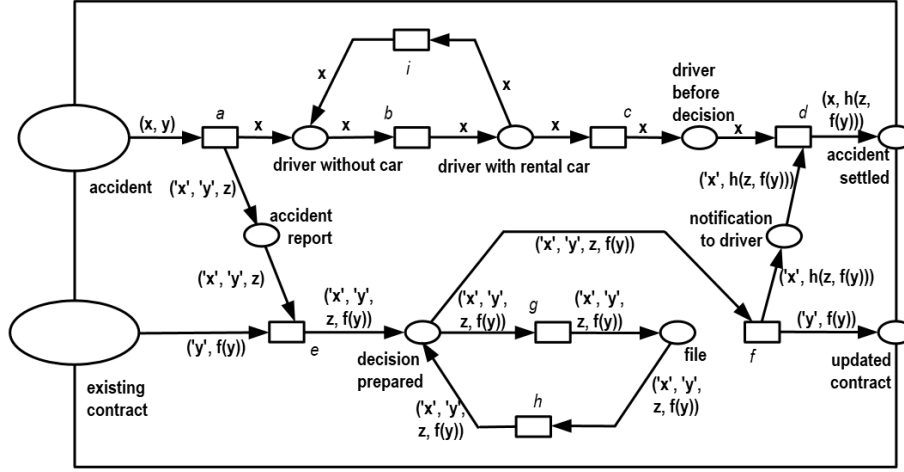 i
x
x
driver
before
decision
(x, y)
a
x
x
b
x
x
c
x
x
d
(x, h(z,
f(y)))
accident
driver without car
driver with rental car
accident
settled
('x', 'y', z)
('x', h(z, f(y)))
accident
report
notification
to driver
('x', 'y', z, f(y))
('x', 'y', z)
('x', h(z, f(y)))
('x', 'y',
z, f(y))
('x', 'y',
z, f(y))
g
('x', 'y',
z, f(y))
('y', f(y))
e
('y', f(y))
f
existing
contract
decision
prepared
file
updated
contract
('x', 'y',
z, f(y))
h
('x', 'y',
z, f(y))